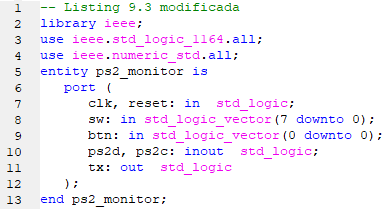 1 -- Listing 9.3 modificada
2 library ieee;
3 use ieee.std_logic_1164.all;
4 use ieee.numeric_std.all;
5 entity ps2_monitor is
6 port (
7 clk, reset: in std_logic;
8 sw: in std_logic_vector(7 downto 0);
9 btn: in std_logic_vector(0 downto 0);
10 ps2d, ps2c: inout std_logic;
11 tx: out std_logic
12 );
13 end ps2_monitor;